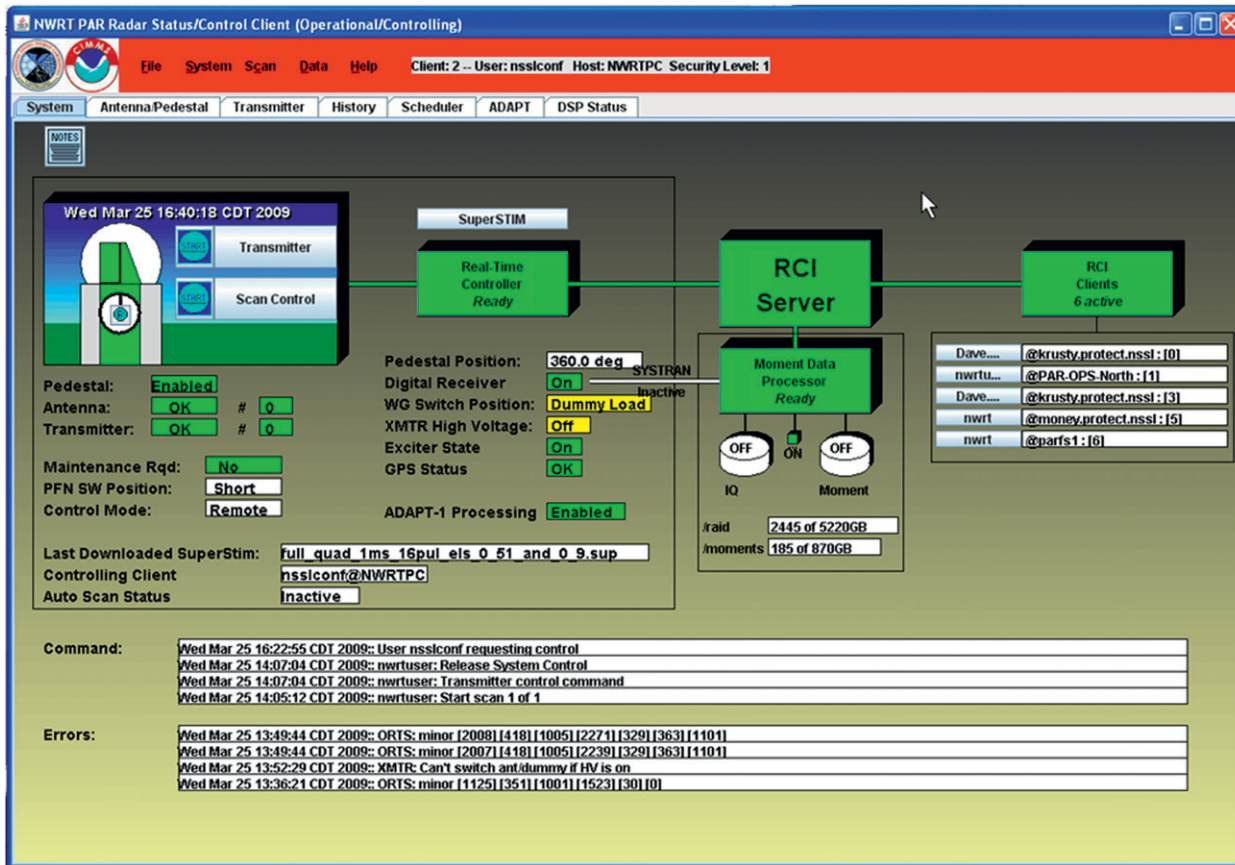 NWRT PAR Radar Status/Control Client (Operational/Controlling)
CIMMS
File System Scan Data Help Client: 2 -- User: nsslconf Host: NWRTPC Security Level: 1
System Antenna/Pedestal Transmitter History Scheduler ADAPT DSP Status
NOTES
Wed Mar 25 16:40:18 CDT 2009
START Transmitter
START Scan Control
P
SuperSTIM
Real-Time
Controller
Ready
RCI
Server
RCI
Clients
6 active
Pedestal: Enabled
Antenna: OK # 0
Transmitter: OK # 0
Maintenance Rqd: No
PFN SW Position: Short
Control Mode: Remote
Pedestal Position: 360.0 deg
Digital Receiver On
WG Switch Position: Dummy Load
XMTR High Voltage: Off
Exciter State On
GPS Status OK
ADAPT-1 Processing Enabled
SYSTRAN
Inactive
Moment Data
Processor
Ready
OFF ON OFF
IQ Moment
/raid 2445 of 5220GB
/moments 185 of 870GB
Dave.... @krusty.protect.nssl : [0]
nwrtu... @PAR-OPS-North : [1]
Dave.... @krusty.protect.nssl : [3]
nwrt @money.protect.nssl : [5]
nwrt @parfs1 : [6]
Last Downloaded SuperStim: full_quad_1ms_16pul_els_0_51_and_0_9.sup
Controlling Client nsslconf@NWRTPC
Auto Scan Status Inactive
Command: Wed Mar 25 16:22:55 CDT 2009:: User nsslconf requesting control
Wed Mar 25 14:07:04 CDT 2009:: nwrtuser: Release System Control
Wed Mar 25 14:07:04 CDT 2009:: nwrtuser: Transmitter control command
Wed Mar 25 14:05:12 CDT 2009:: nwrtuser: Start scan 1 of 1
Errors: Wed Mar 25 13:49:44 CDT 2009:: ORTS: minor [2008] [418] [1005] [2271] [329] [363] [1101]
Wed Mar 25 13:49:44 CDT 2009:: ORTS: minor [2007] [418] [1005] [2239] [329] [363] [1101]
Wed Mar 25 13:52:29 CDT 2009:: XMTR: Can't switch ant/dummy if HV is on
Wed Mar 25 13:36:21 CDT 2009:: ORTS: minor [1125] [351] [1001] [1523] [30] [0]